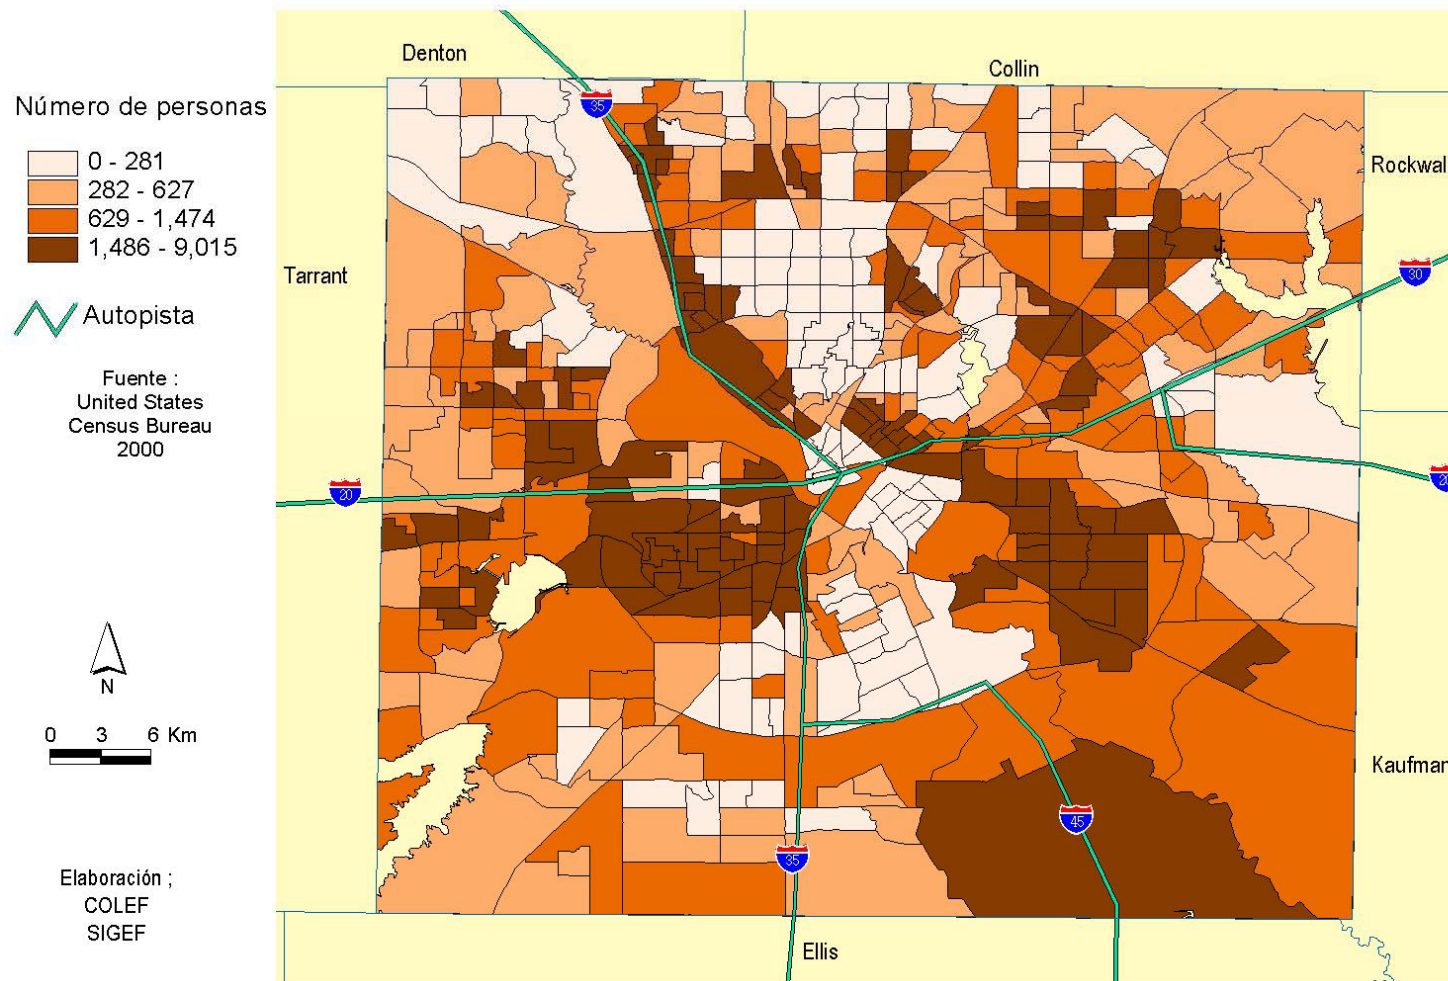 Número de personas
0 - 281
282 - 627
629 - 1,474
1,486 - 9,015
Autopista
Fuente :
United States
Census Bureau
2000
N
0 3 6 Km
Elaboración ;
COLEF
SIGEF
Denton
Collin
35
Rockwal
Tarrant
30
20
20
Kaufman
45
35
Ellis